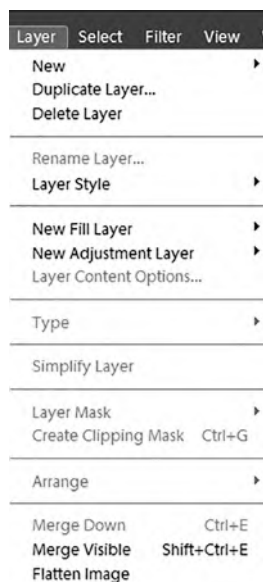 Layer Select Filter View
New
Duplicate Layer...
Delete Layer
Rename Layer...
Layer Style
New Fill Layer
New Adjustment Layer
Layer Content Options...
Type
Simplify Layer
Layer Mask
Create Clipping Mask Ctrl+G
Arrange
Merge Down Ctrl+E
Merge Visible Shift+Ctrl+E
Flatten Image